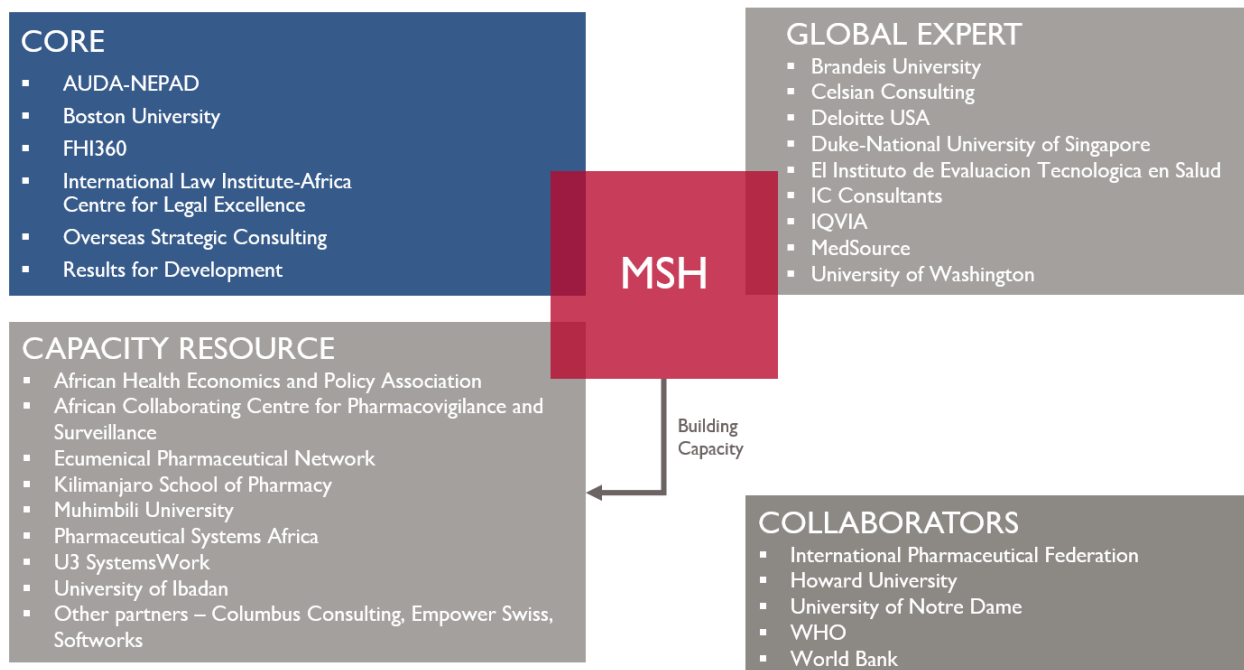 CORE
▪ AUDA-NEPAD
▪ Boston University
▪ FHI360
▪ International Law Institute-Africa
Centre for Legal Excellence
▪ Overseas Strategic Consulting
▪ Results for Development
GLOBAL EXPERT
▪ Brandeis University
▪ Celsian Consulting
▪ Deloitte USA
▪ Duke-National University of Singapore
▪ El Instituto de Evaluacion Tecnologica en Salud
▪ IC Consultants
▪ IQVIA
▪ MedSource
▪ University of Washington
MSH
CAPACITY RESOURCE
▪ African Health Economics and Policy Association
▪ African Collaborating Centre for Pharmacovigilance and
Surveillance
▪ Ecumenical Pharmaceutical Network
▪ Kilimanjaro School of Pharmacy
▪ Muhimbili University
▪ Pharmaceutical Systems Africa
▪ U3 SystemsWork
▪ University of Ibadan
▪ Other partners – Columbus Consulting, Empower Swiss,
Softworks
Building
Capacity
COLLABORATORS
▪ International Pharmaceutical Federation
▪ Howard University
▪ University of Notre Dame
▪ WHO
▪ World Bank